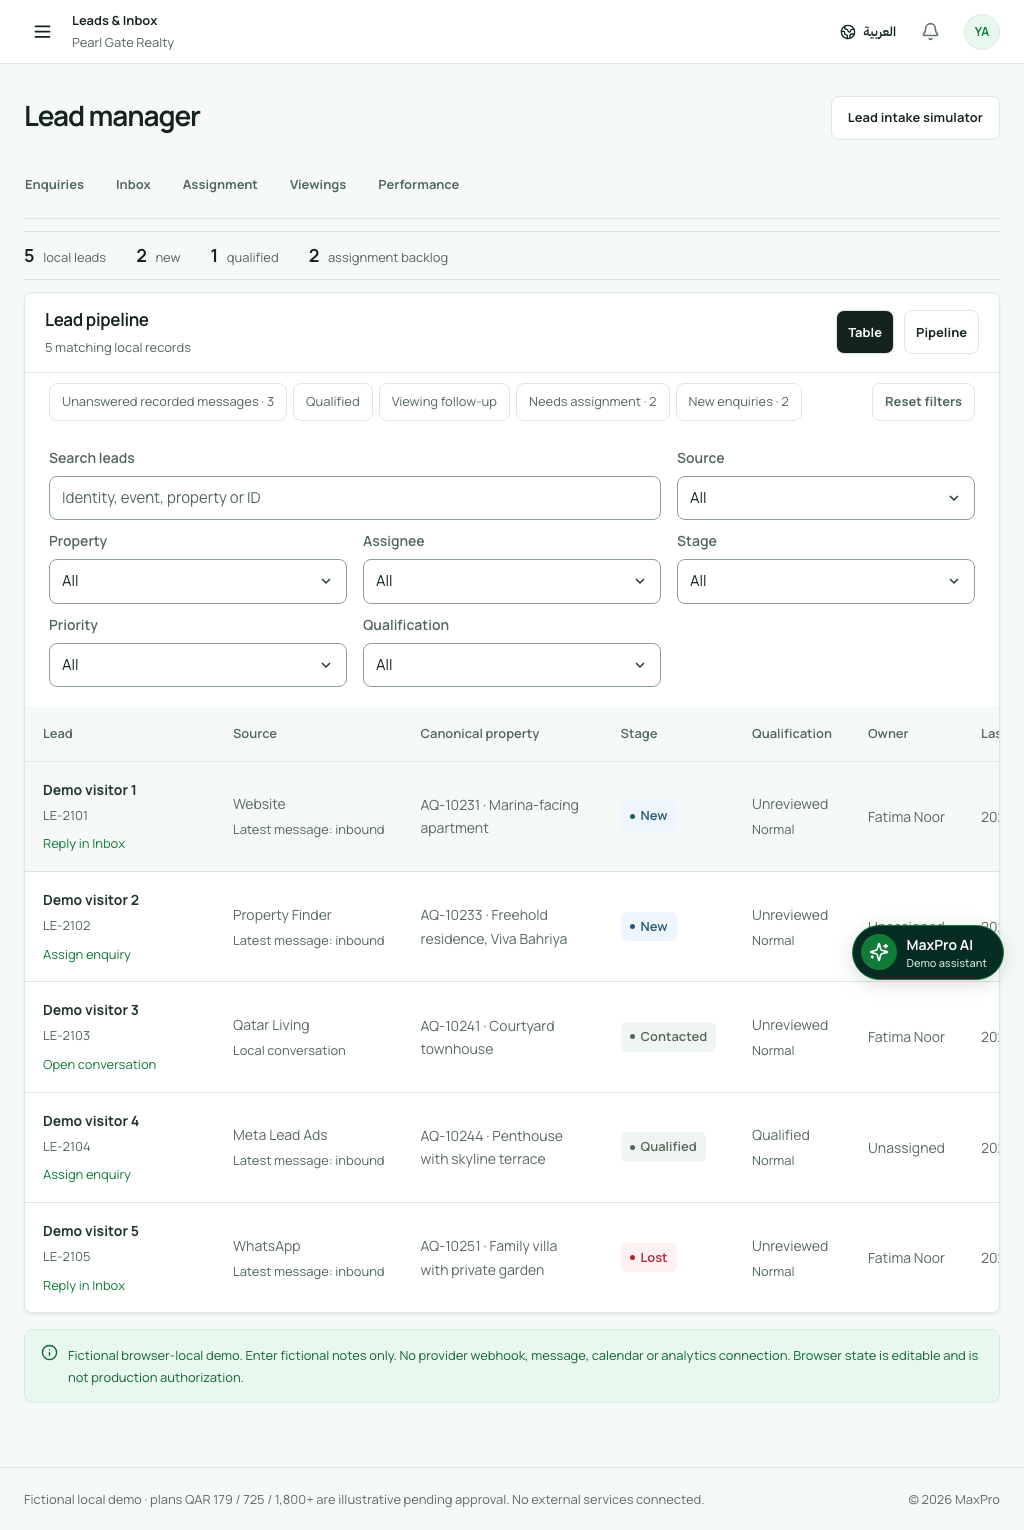 Leads & Inbox
Pearl Gate Realty
العربية
YA
Lead manager
Lead intake simulator
Enquiries Inbox Assignment Viewings Performance
5 local leads 2 new 1 qualified 2 assignment backlog
Lead pipeline
5 matching local records
Table Pipeline
Unanswered recorded messages · 3 Qualified Viewing follow-up Needs assignment · 2 New enquiries · 2 Reset filters
Search leads Source
Identity, event, property or ID All
Property Assignee Stage
All All All
Priority Qualification
All All
Lead Source Canonical property Stage Qualification Owner
Demo visitor 1
LE-2101
Reply in Inbox
Website
Latest message: inbound
AQ-10231 · Marina-facing
apartment
New
Unreviewed
Normal
Fatima Noor
Demo visitor 2
LE-2102
Assign enquiry
Property Finder
Latest message: inbound
AQ-10233 · Freehold
residence, Viva Bahriya
New
Unreviewed
Normal
MaxPro AI
Demo assistant
Demo visitor 3
LE-2103
Open conversation
Qatar Living
Local conversation
AQ-10241 · Courtyard
townhouse
Contacted
Unreviewed
Normal
Fatima Noor
Demo visitor 4
LE-2104
Assign enquiry
Meta Lead Ads
Latest message: inbound
AQ-10244 · Penthouse
with skyline terrace
Qualified
Qualified
Normal
Unassigned
Demo visitor 5
LE-2105
Reply in Inbox
WhatsApp
Latest message: inbound
AQ-10251 · Family villa
with private garden
Lost
Unreviewed
Normal
Fatima Noor
Fictional browser-local demo. Enter fictional notes only. No provider webhook, message, calendar or analytics connection. Browser state is editable and is
not production authorization.
Fictional local demo · plans QAR 179 / 725 / 1,800+ are illustrative pending approval. No external services connected.
© 2026 MaxPro